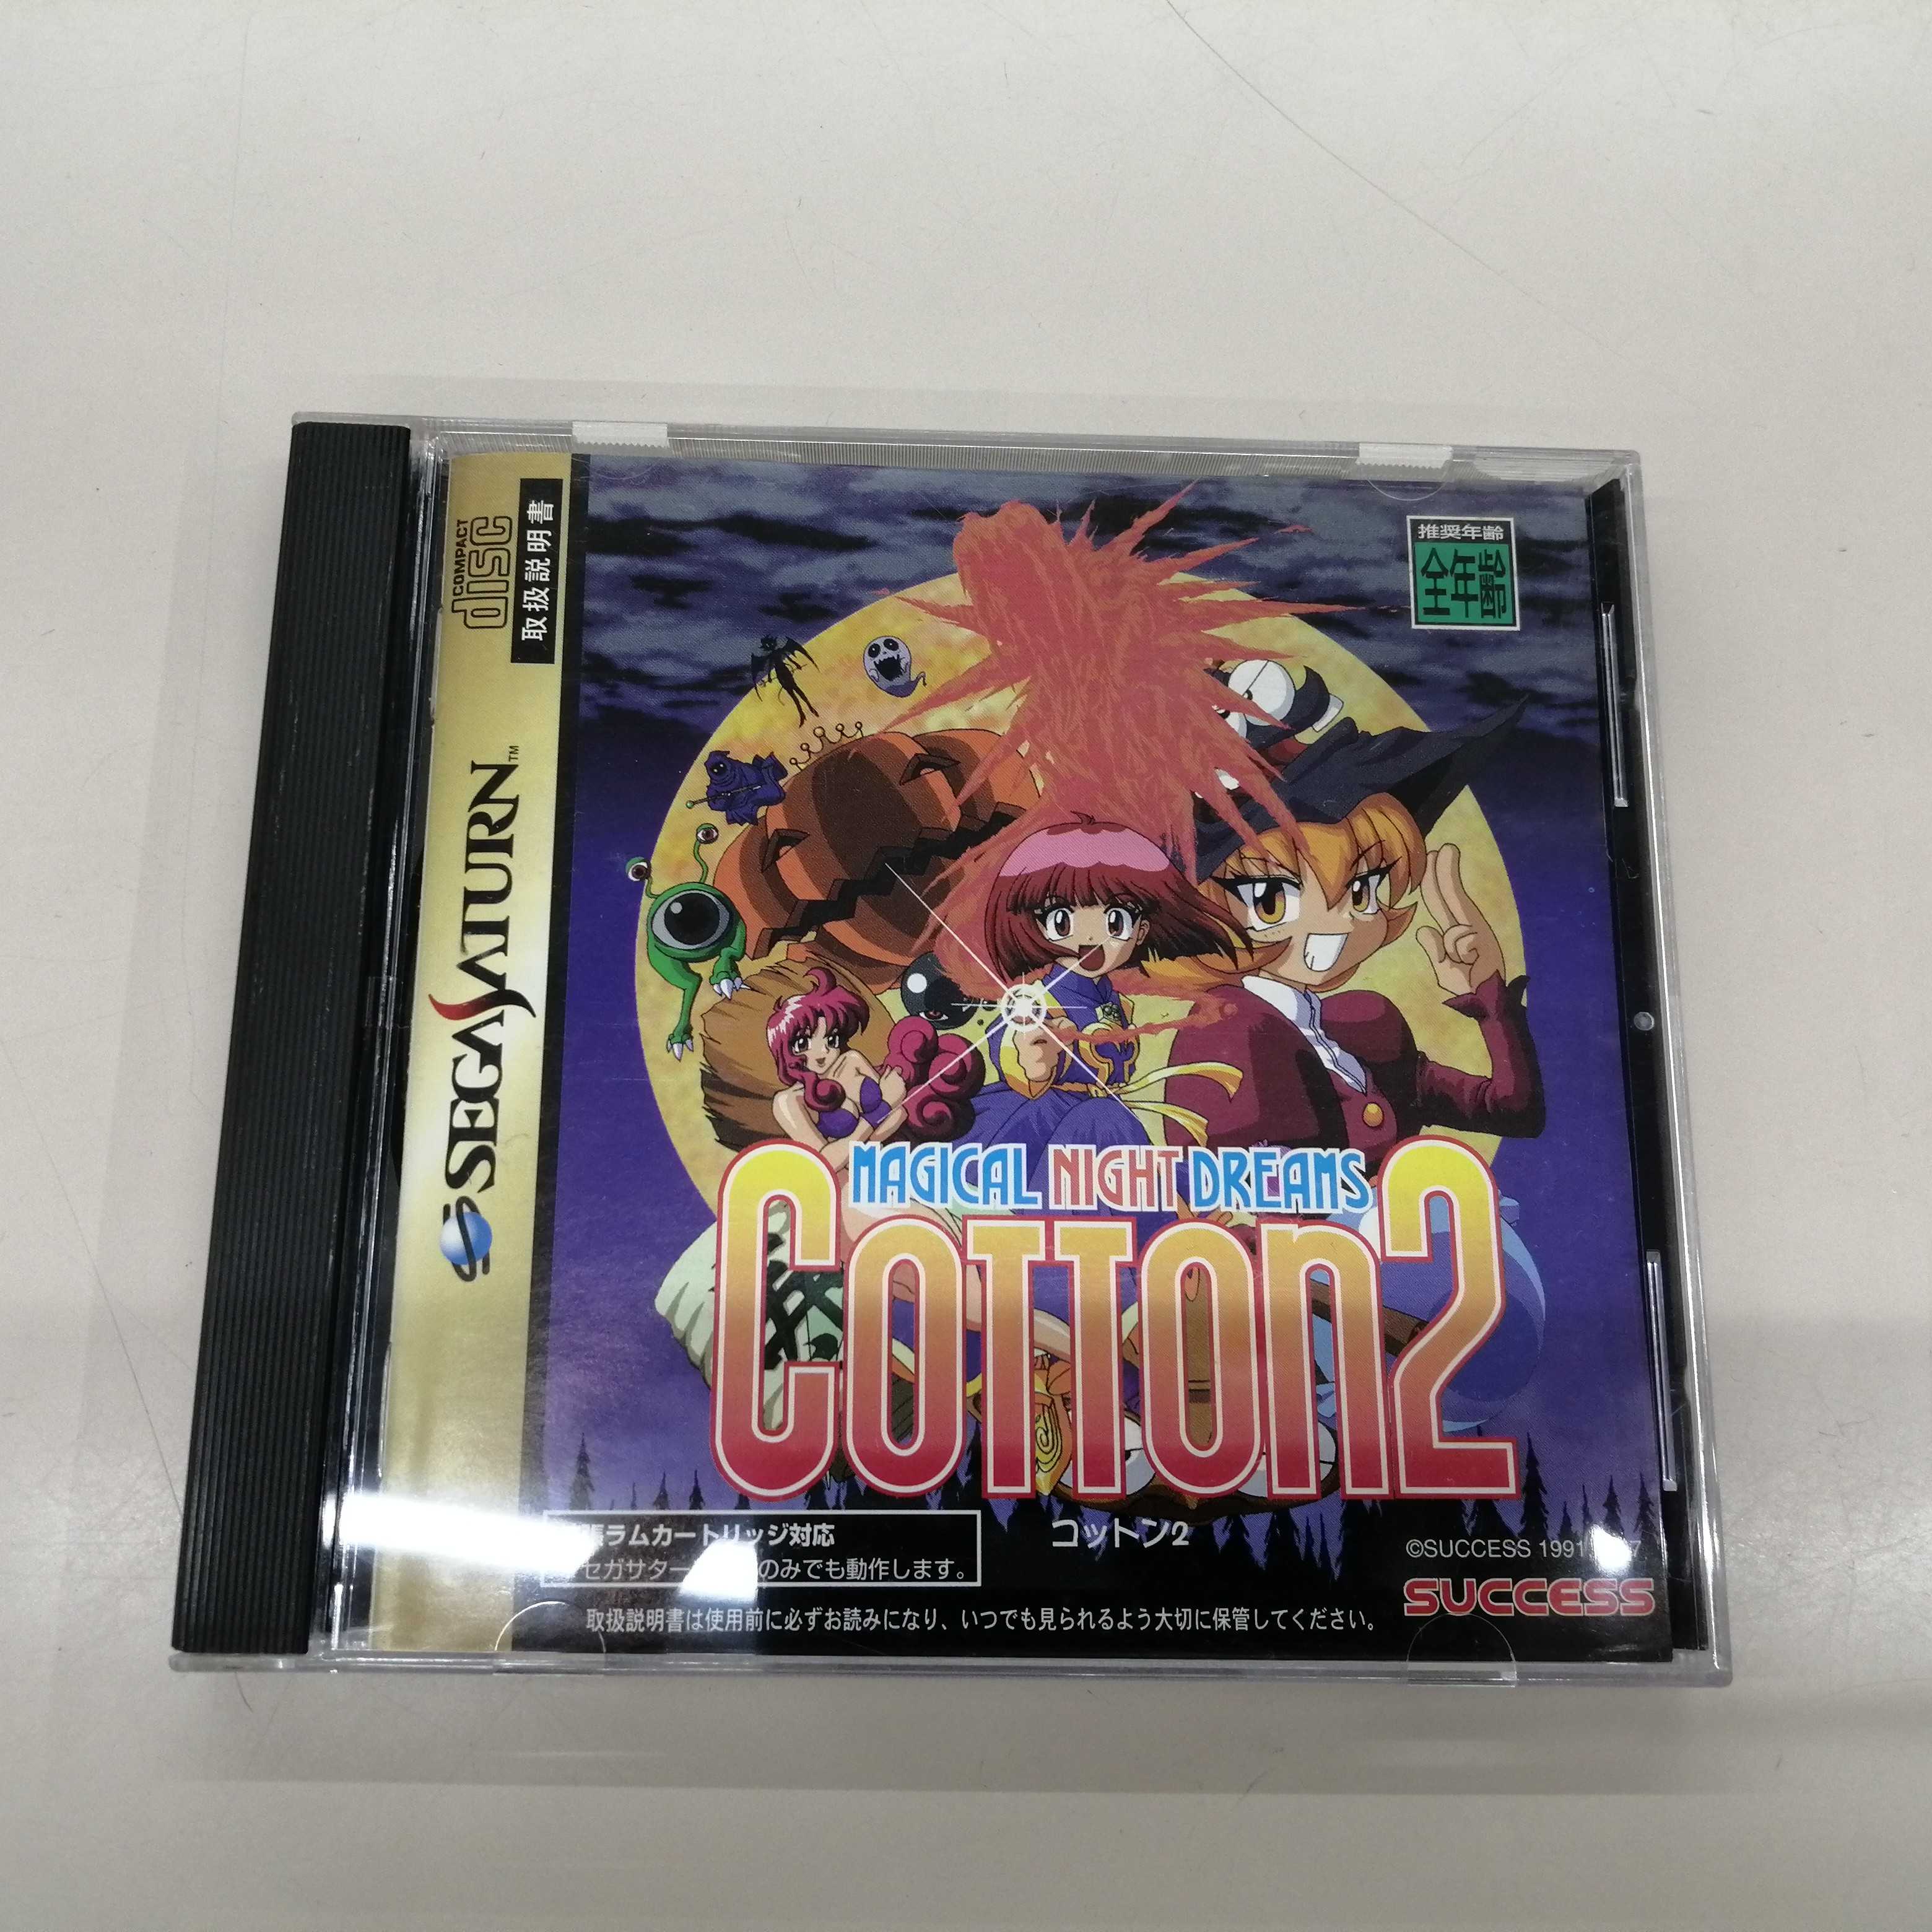 COMPACT
disc
取扱説明書
SEGA SATURN™
推奨年齢
全年齢
MAGICAL NIGHT DREAMS
COTTON2
コットン2
張ラムカートリッジ対応
セガサター のみでも動作します。
©SUCCESS 1991
SUCCESS
取扱説明書は使用前に必ずお読みになり、いつでも見られるよう大切に保管してください。